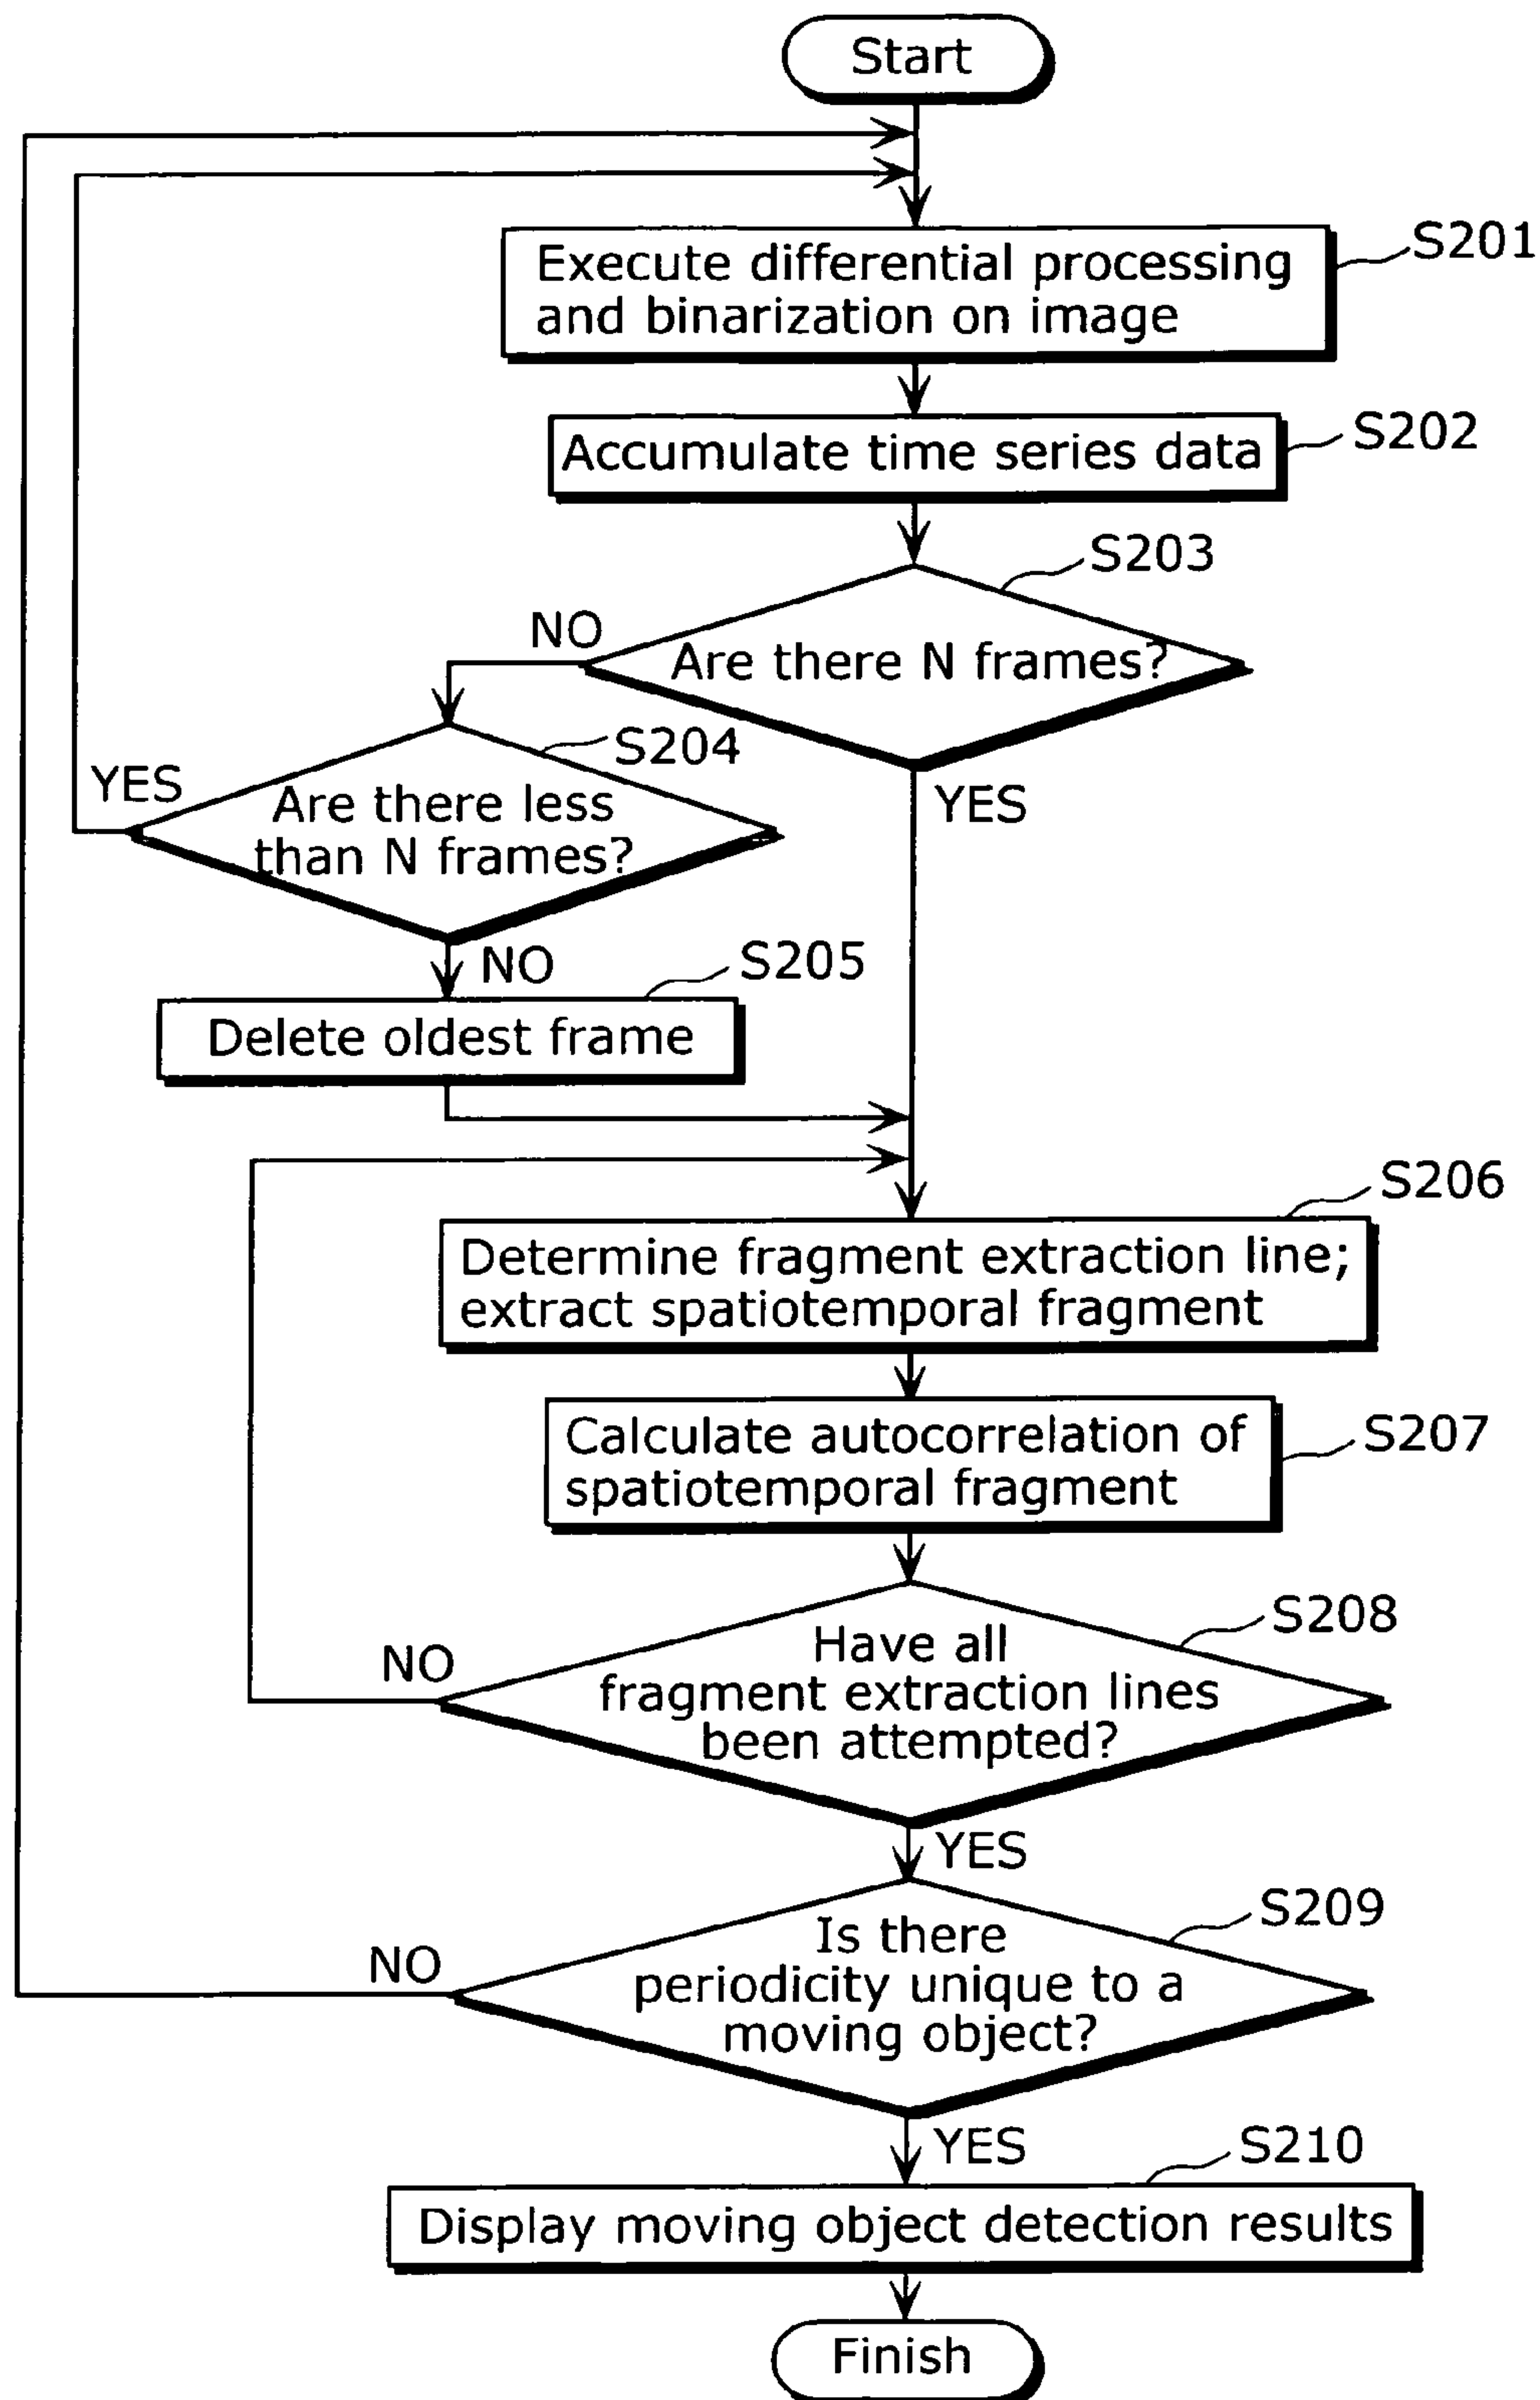 Start
S201
Execute differential processing
and binarization on image
S202
Accumulate time series data
S203
NO
Are there N frames?
S204
YES
Are there less
than N frames?
YES
NO
S205
Delete oldest frame
S206
Determine fragment extraction line;
extract spatiotemporal fragment
S207
Calculate autocorrelation of
spatiotemporal fragment
S208
NO
Have all
fragment extraction lines
been attempted?
YES
S209
NO
Is there
periodicity unique to a
moving object?
YES
S210
Display moving object detection results
Finish